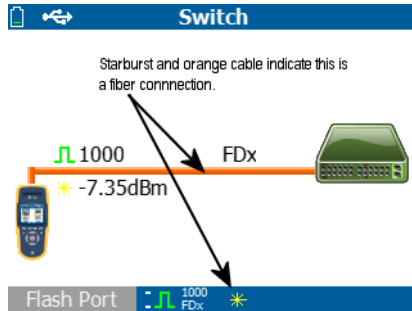 Switch
Starburst and orange cable indicate this is
a fiber connnection.
1000 FDx
-7.35dBm
Flash Port 1000
FDx